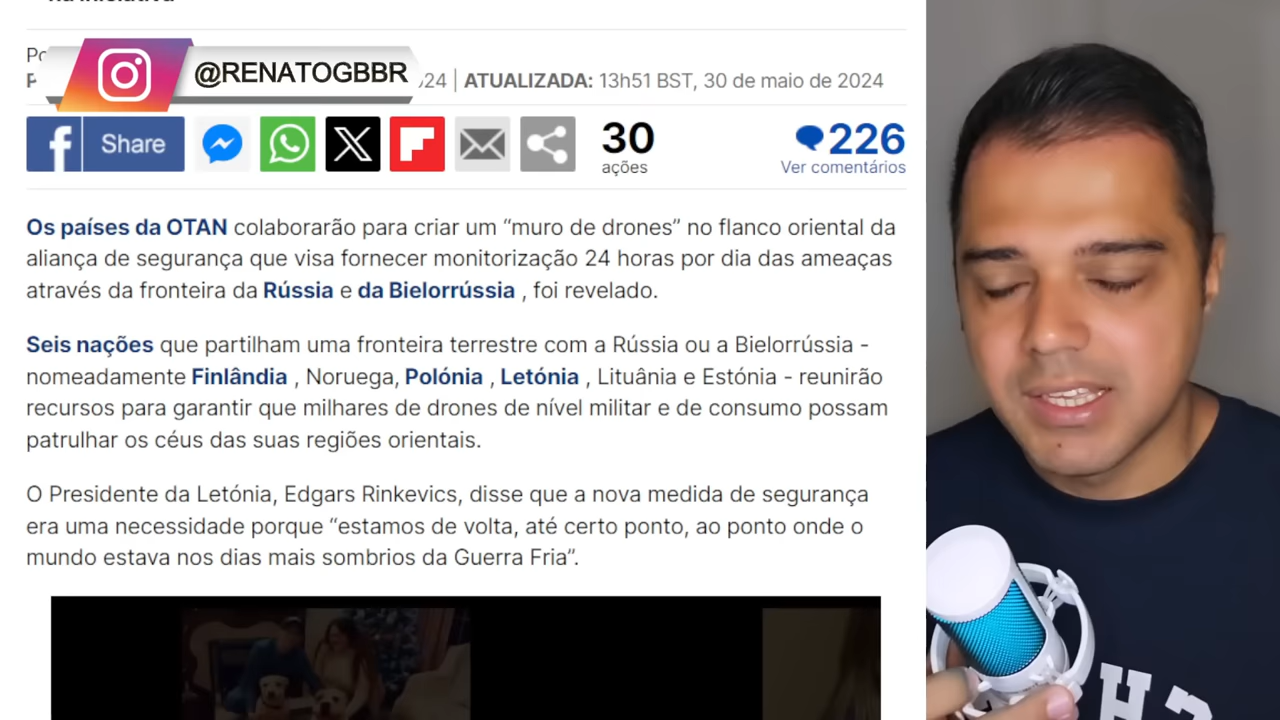 @RENATOGBBR
24 | ATUALIZADA: 13h51 BST, 30 de maio de 2024
Share
30
ações
226
Ver comentários
Os países da OTAN colaborarão para criar um “muro de drones” no flanco oriental da
aliança de segurança que visa fornecer monitorização 24 horas por dia das ameaças
através da fronteira da Rússia e da Bielorrússia , foi revelado.
Seis nações que partilham uma fronteira terrestre com a Rússia ou a Bielorrússia -
nomeadamente Finlândia , Noruega, Polónia , Letónia , Lituânia e Estónia - reunirão
recursos para garantir que milhares de drones de nível militar e de consumo possam
patrulhar os céus das suas regiões orientais.
O Presidente da Letónia, Edgars Rinkevics, disse que a nova medida de segurança
era uma necessidade porque “estamos de volta, até certo ponto, ao ponto onde o
mundo estava nos dias mais sombrios da Guerra Fria”.